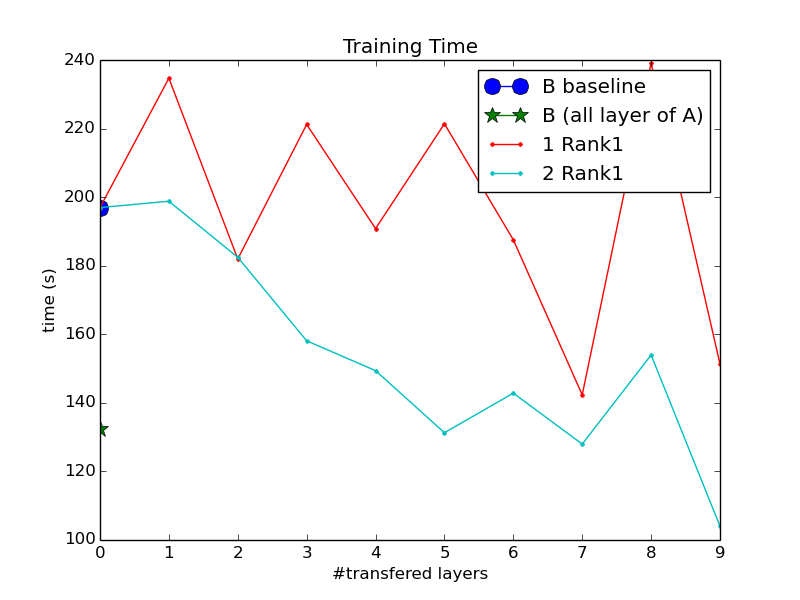 Training Time
time (s)
240
220
200
180
160
140
120
100
B baseline
B (all layer of A)
1 Rank1
2 Rank1
0 1 2 3 4 5 6 7 8 9
#transfered layers